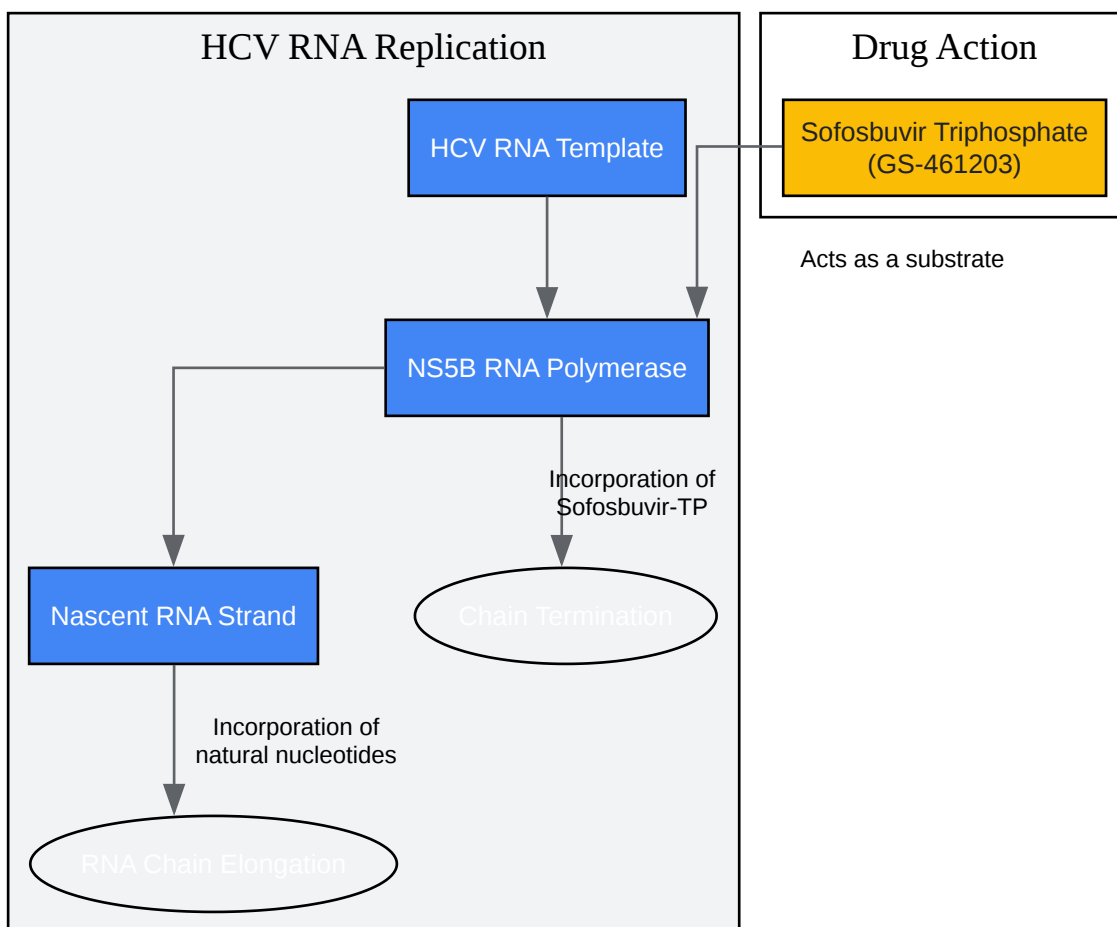 HCV RNA Replication
Drug Action
HCV RNA Template
Sofosbuvir Triphosphate
(GS-461203)
Acts as a substrate
NS5B RNA Polymerase
Incorporation of
Sofosbuvir-TP
Nascent RNA Strand
Chain Termination
Incorporation of
natural nucleotides
RNA Chain Elongation